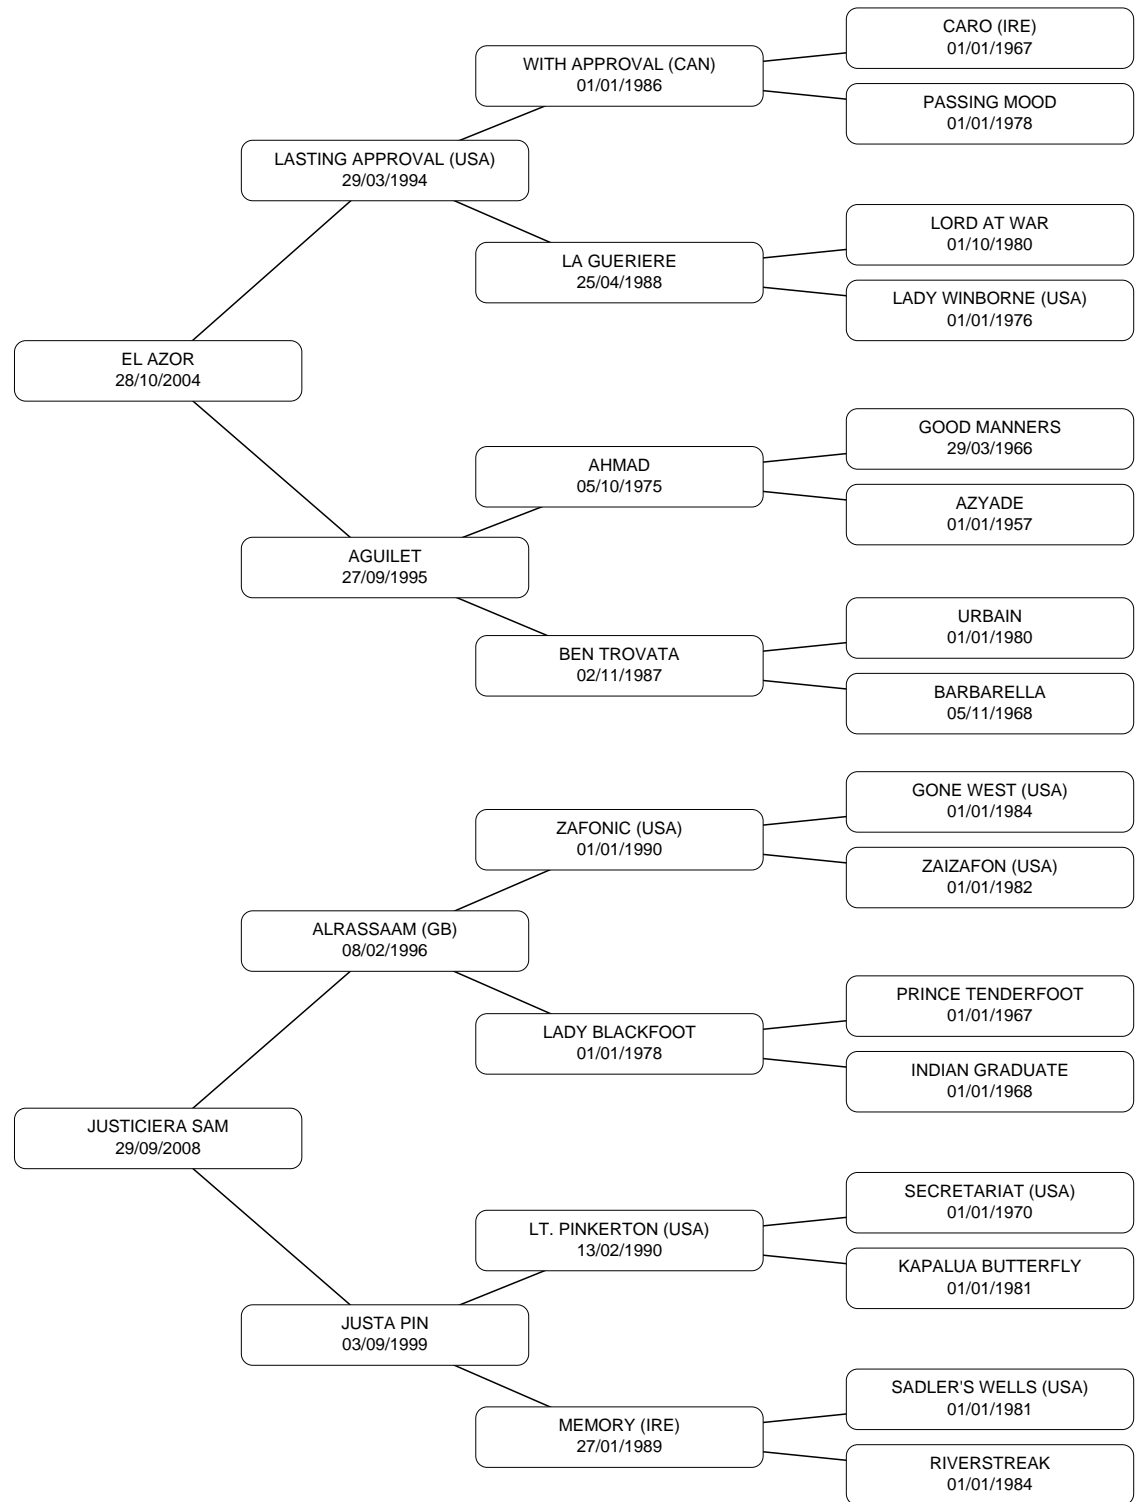 CARO (IRE)
01/01/1967
WITH APPROVAL (CAN)
01/01/1986
PASSING MOOD
01/01/1978
LASTING APPROVAL (USA)
29/03/1994
LORD AT WAR
01/10/1980
LA GUERIERE
25/04/1988
LADY WINBORNE (USA)
01/01/1976
EL AZOR
28/10/2004
GOOD MANNERS
29/03/1966
AHMAD
05/10/1975
AZYADE
01/01/1957
AGUILET
27/09/1995
URBAIN
01/01/1980
BEN TROVATA
02/11/1987
BARBARELLA
05/11/1968
GONE WEST (USA)
01/01/1984
ZAFONIC (USA)
01/01/1990
ZAIZAFON (USA)
01/01/1982
ALRASSAAM (GB)
08/02/1996
PRINCE TENDERFOOT
01/01/1967
LADY BLACKFOOT
01/01/1978
INDIAN GRADUATE
01/01/1968
JUSTICIERA SAM
29/09/2008
SECRETARIAT (USA)
01/01/1970
LT. PINKERTON (USA)
13/02/1990
KAPALUA BUTTERFLY
01/01/1981
JUSTA PIN
03/09/1999
SADLER'S WELLS (USA)
01/01/1981
MEMORY (IRE)
27/01/1989
RIVERSTREAK
01/01/1984